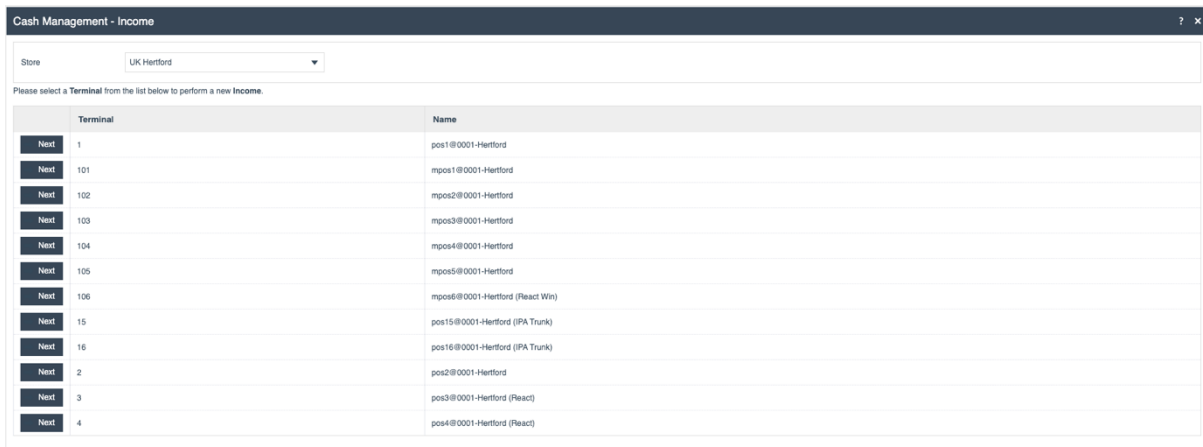 Cash Management - Income ? ×
Store UK Hertford
Please select a Terminal from the list below to perform a new Income.
Terminal Name
Next 1 pos1@0001-Hertford
Next 101 mpos1@0001-Hertford
Next 102 mpos2@0001-Hertford
Next 103 mpos3@0001-Hertford
Next 104 mpos4@0001-Hertford
Next 105 mpos5@0001-Hertford
Next 106 mpos6@0001-Hertford (React Win)
Next 15 pos15@0001-Hertford (IPA Trunk)
Next 16 pos16@0001-Hertford (IPA Trunk)
Next 2 pos2@0001-Hertford
Next 3 pos3@0001-Hertford (React)
Next 4 pos4@0001-Hertford (React)